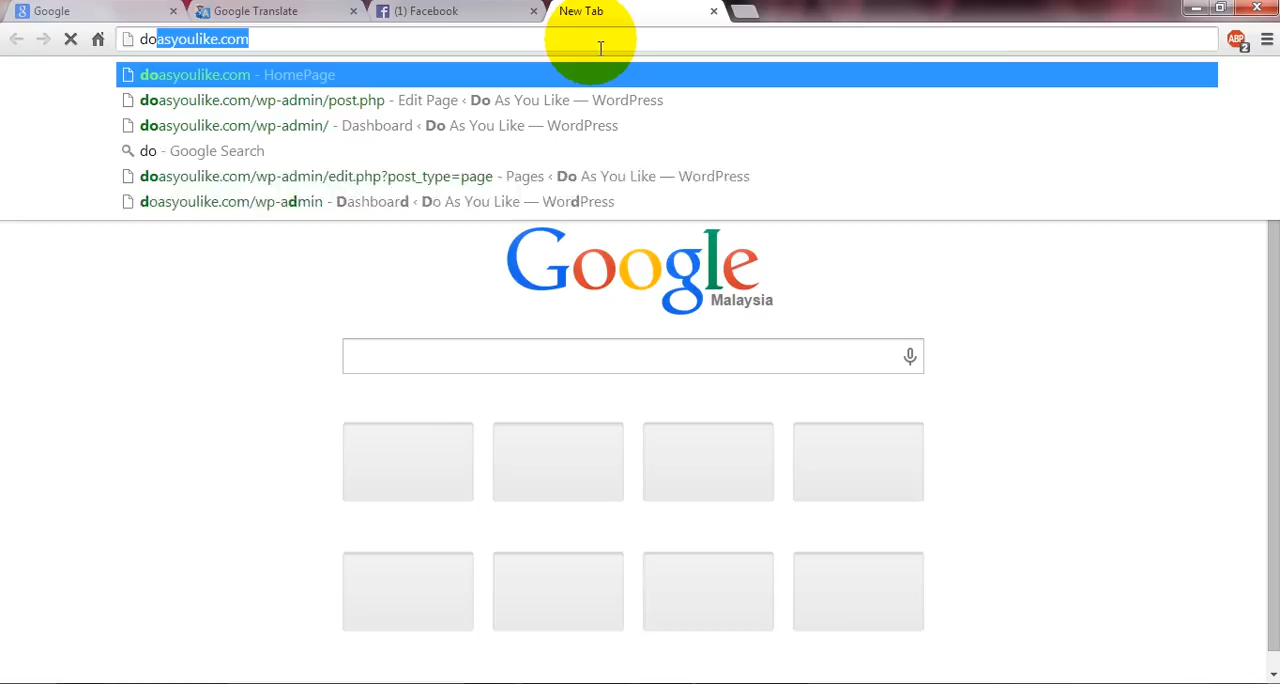 Google
Google Translate
(1) Facebook
New Tab
doasyoulike.com
ABP
2
doasyoulike.com - HomePage
doasyoulike.com/wp-admin/post.php - Edit Page ‹ Do As You Like — WordPress
doasyoulike.com/wp-admin/ - Dashboard ‹ Do As You Like — WordPress
do - Google Search
doasyoulike.com/wp-admin/edit.php?post_type=page - Pages ‹ Do As You Like — WordPress
doasyoulike.com/wp-admin - Dashboard ‹ Do As You Like — WordPress
Google
Malaysia